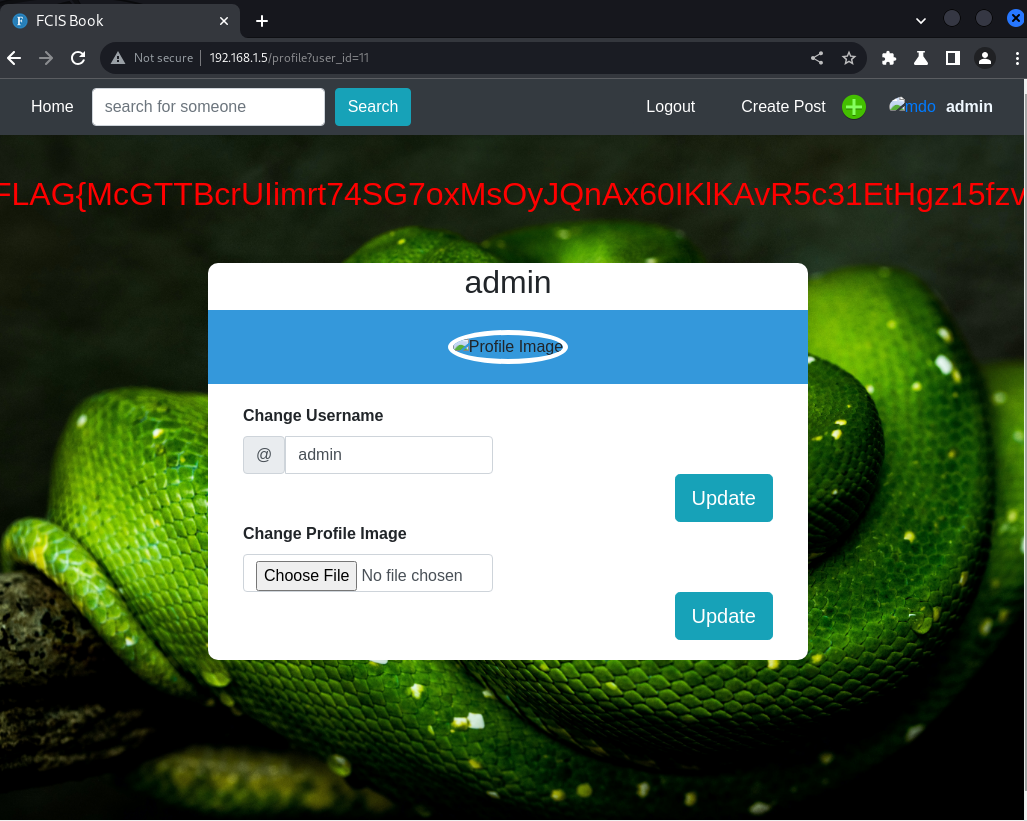 FCIS Book
Not secure 192.168.1.5/profile?user_id=11
Home search for someone Search Logout Create Post mdo admin
FLAG{McGTTBcrUIimrt74SG7oxMsOyJQnAx60IKlKAvR5c31EtHgz15fzv
admin
Profile Image
Change Username
@ admin
Update
Change Profile Image
Choose File No file chosen
Update